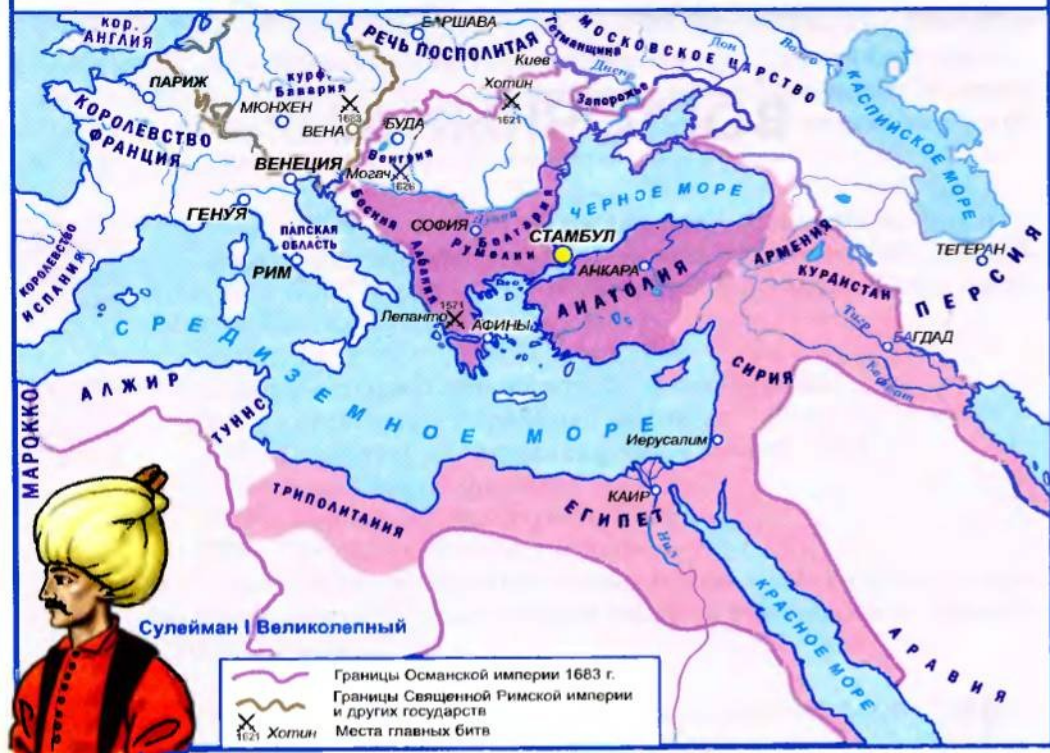 кор.
АНГЛИЯ
ВАРШАВА
РЕЧЬ ПОСПОЛИТАЯ
Гетманщина
МОСКОВСКОЕ ЦАРСТВО
Дон
Волга
Киев
Днепр
Запорожье
Хотин
1621
ПАРИЖ
курф.
Бавария
МЮНХЕН
1683
ВЕНА
БУДА
Венгрия
Могач
КОРОЛЕВСТВО
ФРАНЦИЯ
ВЕНЕЦИЯ
ГЕНУЯ
ПАПСКАЯ
ОБЛАСТЬ
РИМ
КОРОЛЕВСТВО
ИСПАНИЯ
Босния
Албания
СОФИЯ
Дунай
Болгария
Румелии
СТАМБУЛ
ЧЕРНОЕ МОРЕ
КАСПИЙСКОЕ МОРЕ
АНКАРА
АНАТОЛИЯ
АРМЕНИЯ
КУРДИСТАН
ТЕГЕРАН
ПЕРСИЯ
Тигр
БАГДАД
Евфрат
1571
Лепанто
АФИНЫ
СИРИЯ
СРЕДИЗЕМНОЕ МОРЕ
АЛЖИР
ТУНИС
МАРОККО
ТРИПОЛИТАНИЯ
Иерусалим
КАИР
ЕГИПЕТ
Нил
КРАСНОЕ МОРЕ
АРАВИЯ
Сулейман I Великолепный
Границы Османской империи 1683 г.
Границы Священной Римской империи
и других государств
1621 Хотин Места главных битв